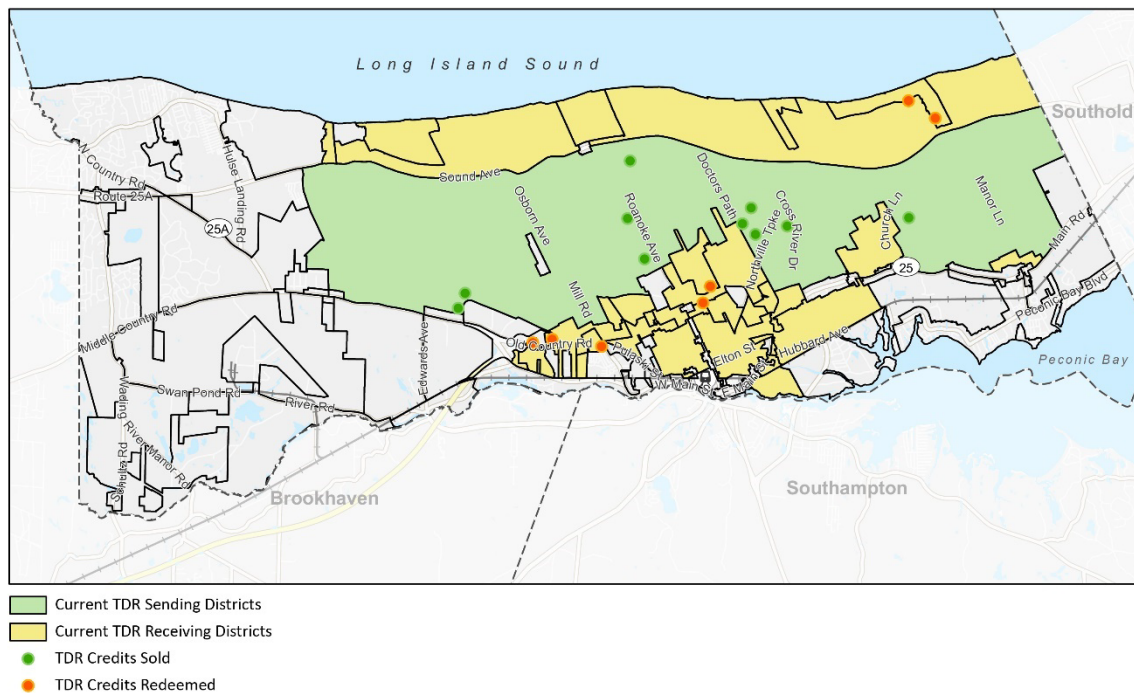 Long Island Sound
Southold
N Country Rd
Hulse Landing Rd
Route 25A
25A
Sound Ave
Osborn Ave
Roanoke Ave
Doctors Path
Northville Tpke
Cross River Dr
Church Ln
Manor Ln
Main Rd
25
Peconic Bay Blvd
Peconic Bay
Middle Country Rd
Mill Rd
Edwards Ave
Old Country Rd
Pulaski St
Elton St
Hubbard Ave
W Main St
E Main St
Swan Pond Rd
River Rd
Wading River Manor Rd
Schultz Rd
Brookhaven
Southampton
Current TDR Sending Districts
Current TDR Receiving Districts
TDR Credits Sold
TDR Credits Redeemed